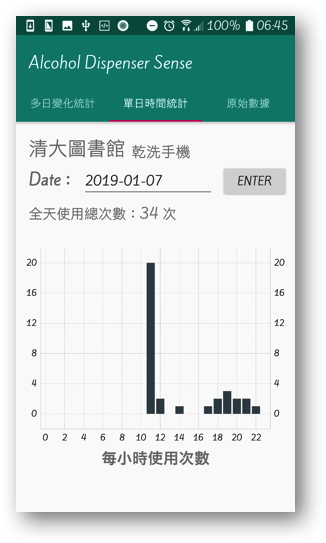 100% 06:45
Alcohol Dispenser Sense
多日變化統計 單日時間統計 原始數據
清大圖書館 乾洗手機
Date： 2019-01-07 ENTER
全天使用總次數：34 次
20 20
16 16
12 12
8 8
4 4
0 0
0 2 4 6 8 10 12 14 16 18 20 22
每小時使用次數